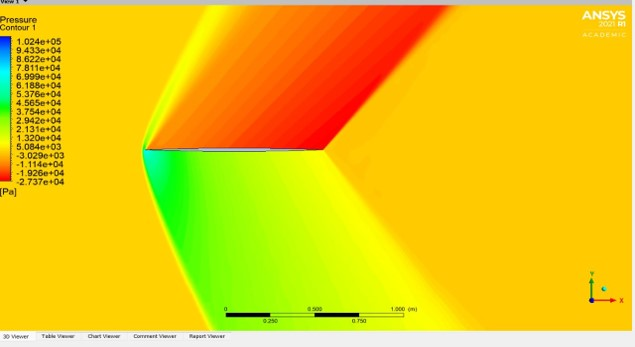 View 1
Pressure
Contour 1
1.024e+05
9.433e+04
8.622e+04
7.811e+04
6.999e+04
6.188e+04
5.376e+04
4.565e+04
3.754e+04
2.942e+04
2.131e+04
1.320e+04
5.084e+03
-3.029e+03
-1.114e+04
-1.926e+04
-2.737e+04
[Pa]
ANSYS
2021 R1
ACADEMIC
Y
X
0 0.500 1.000 (m)
0.250 0.750
3D Viewer Table Viewer Chart Viewer Comment Viewer Report Viewer